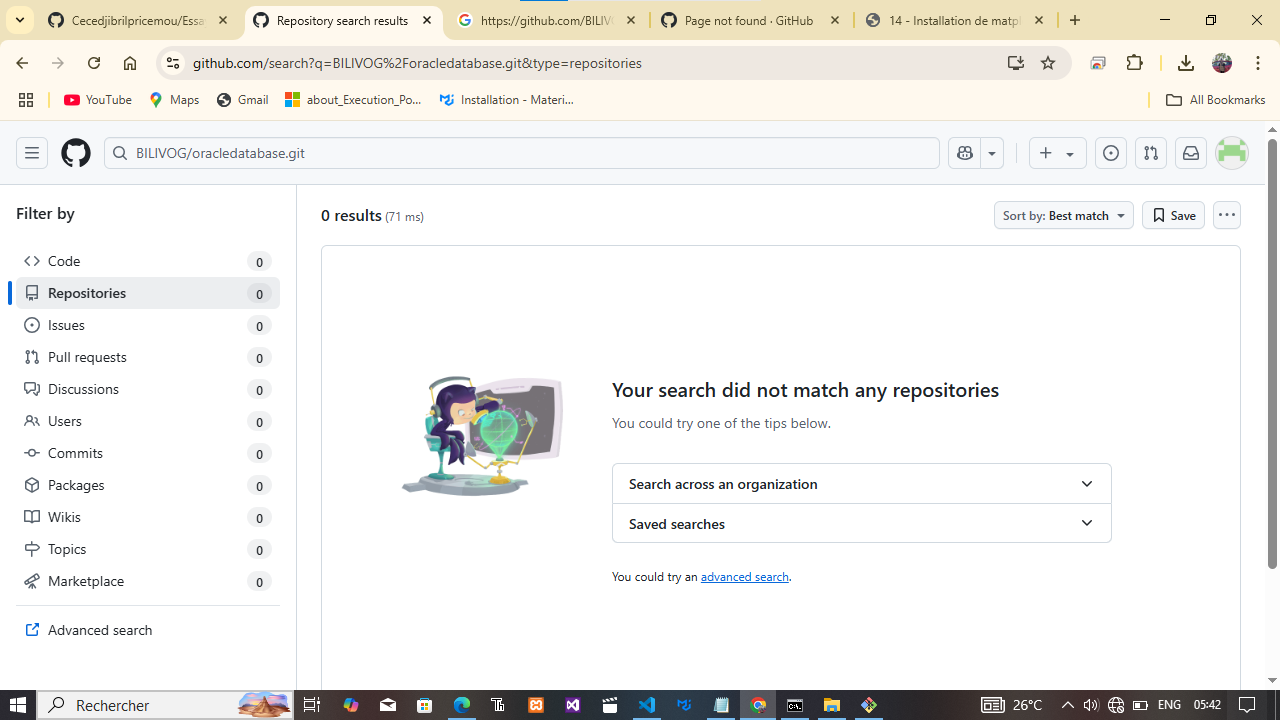 Cecedjibrilpricemou/Essa
Repository search results
https://github.com/BILIVOG
Page not found · GitHub
14 - Installation de matpl
github.com/search?q=BILIVOG%2Foracledatabase.git&type=repositories
YouTube
Maps
Gmail
about_Execution_Po...
Installation - Materi...
All Bookmarks
BILIVOG/oracledatabase.git
Filter by
0 results (71 ms)
Sort by: Best match
Save
Code 0
Repositories 0
Issues 0
Pull requests 0
Discussions 0
Users 0
Commits 0
Packages 0
Wikis 0
Topics 0
Marketplace 0
Advanced search
Your search did not match any repositories
You could try one of the tips below.
Search across an organization
Saved searches
You could try an advanced search.
Rechercher
26°C
ENG
05:42